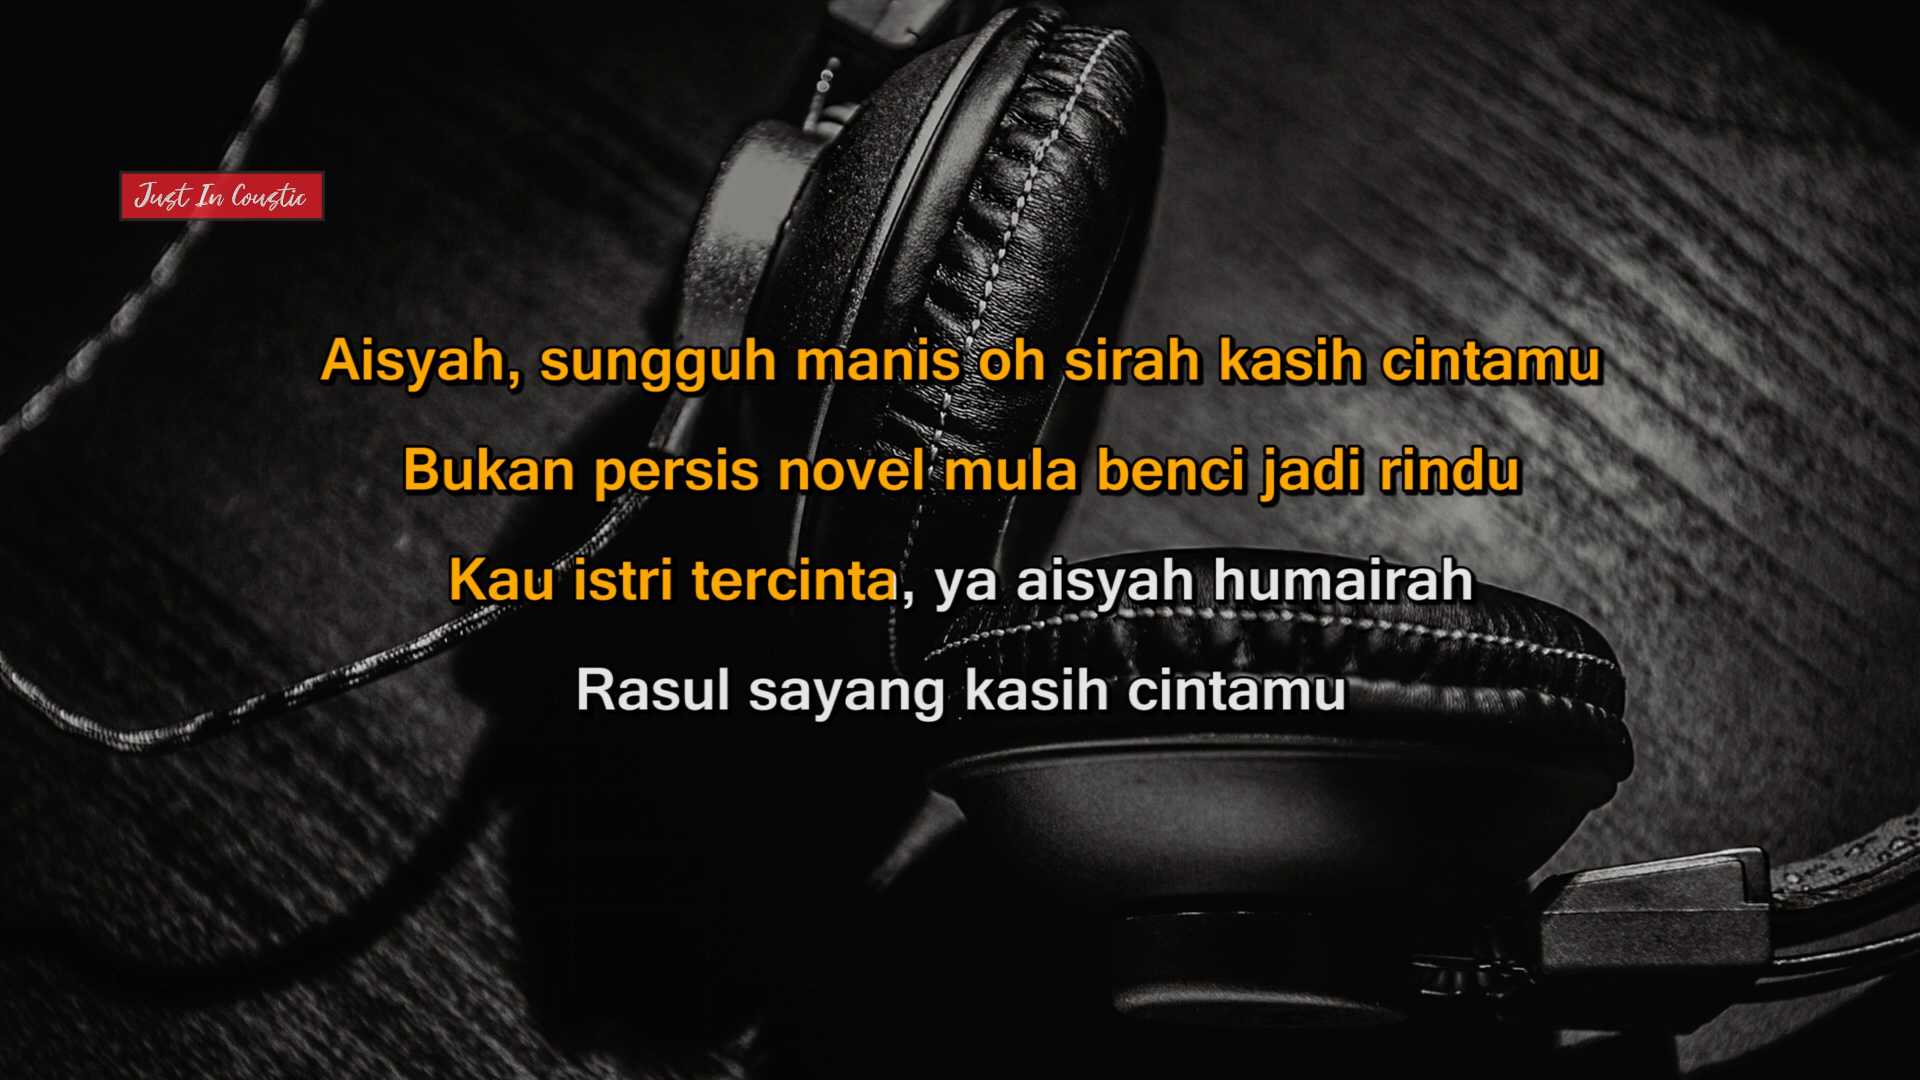 Just In Coustic
Aisyah, sungguh manis oh sirah kasih cintamu
Bukan persis novel mula benci jadi rindu
Kau istri tercinta, ya aisyah humairah
Rasul sayang kasih cintamu